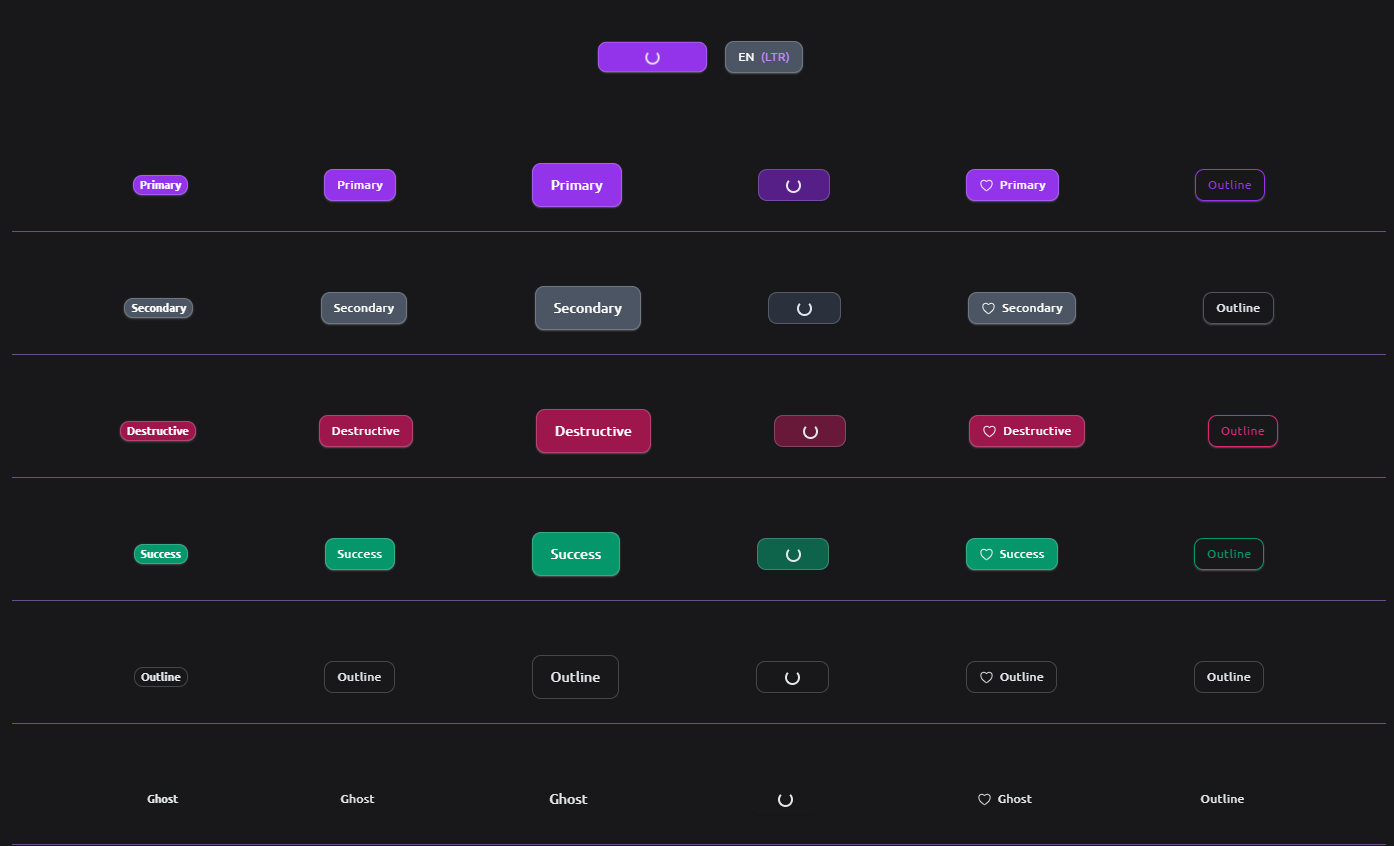 EN (LTR)
Primary Primary Primary Primary Outline
Secondary Secondary Secondary Secondary Outline
Destructive Destructive Destructive Destructive Outline
Success Success Success Success Outline
Outline Outline Outline Outline Outline
Ghost Ghost Ghost Ghost Outline